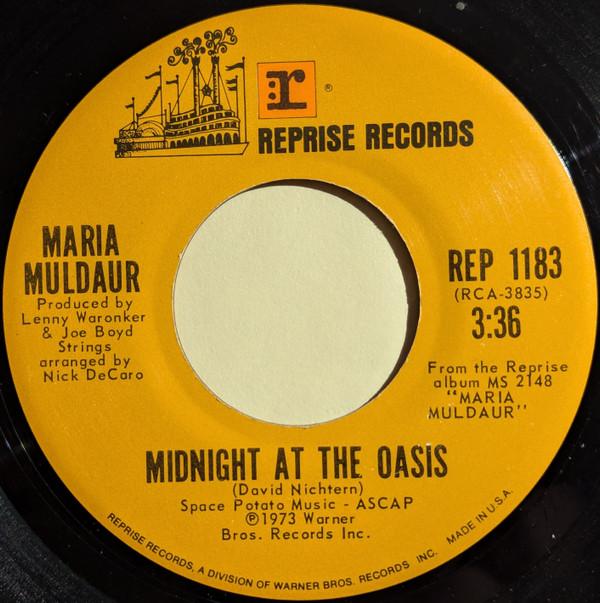 r
®
REPRISE RECORDS
MARIA
MULDAUR
Produced by
Lenny Waronker
& Joe Boyd
Strings
arranged by
Nick DeCaro
REP 1183
(RCA-3835)
3:36
From the Reprise
album MS 2148
"MARIA
MULDAUR"
MIDNIGHT AT THE OASIS
(David Nichtern)
Space Potato Music - ASCAP
℗1973 Warner
Bros. Records Inc.
REPRISE RECORDS, A DIVISION OF WARNER BROS. RECORDS INC. MADE IN U.S.A.